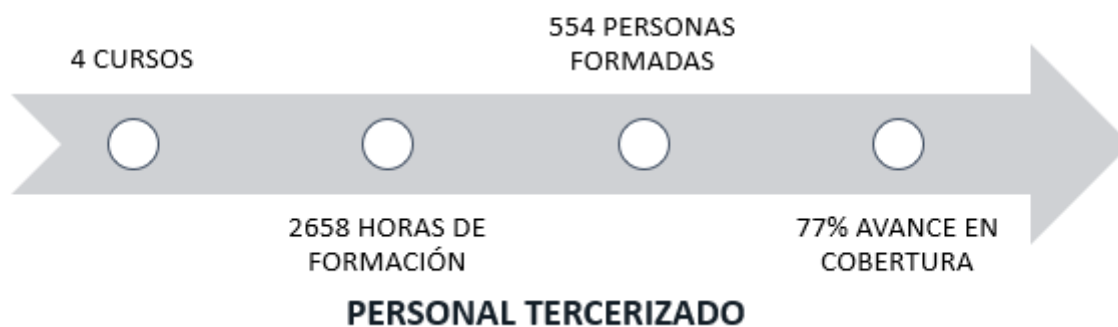 4 CURSOS
2658 HORAS DE
FORMACIÓN
554 PERSONAS
FORMADAS
77% AVANCE EN
COBERTURA
PERSONAL TERCERIZADO